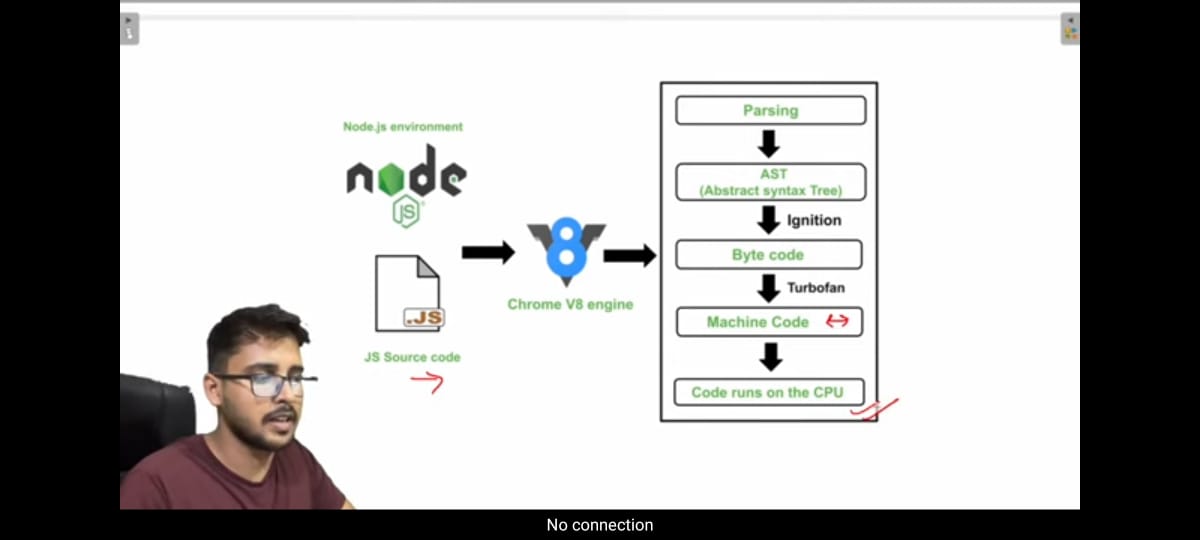 Node.js environment
node
JS
.JS
JS Source code
V8
Chrome V8 engine
Parsing
AST
(Abstract syntax Tree)
Ignition
Byte code
Turbofan
Machine Code
Code runs on the CPU
No connection